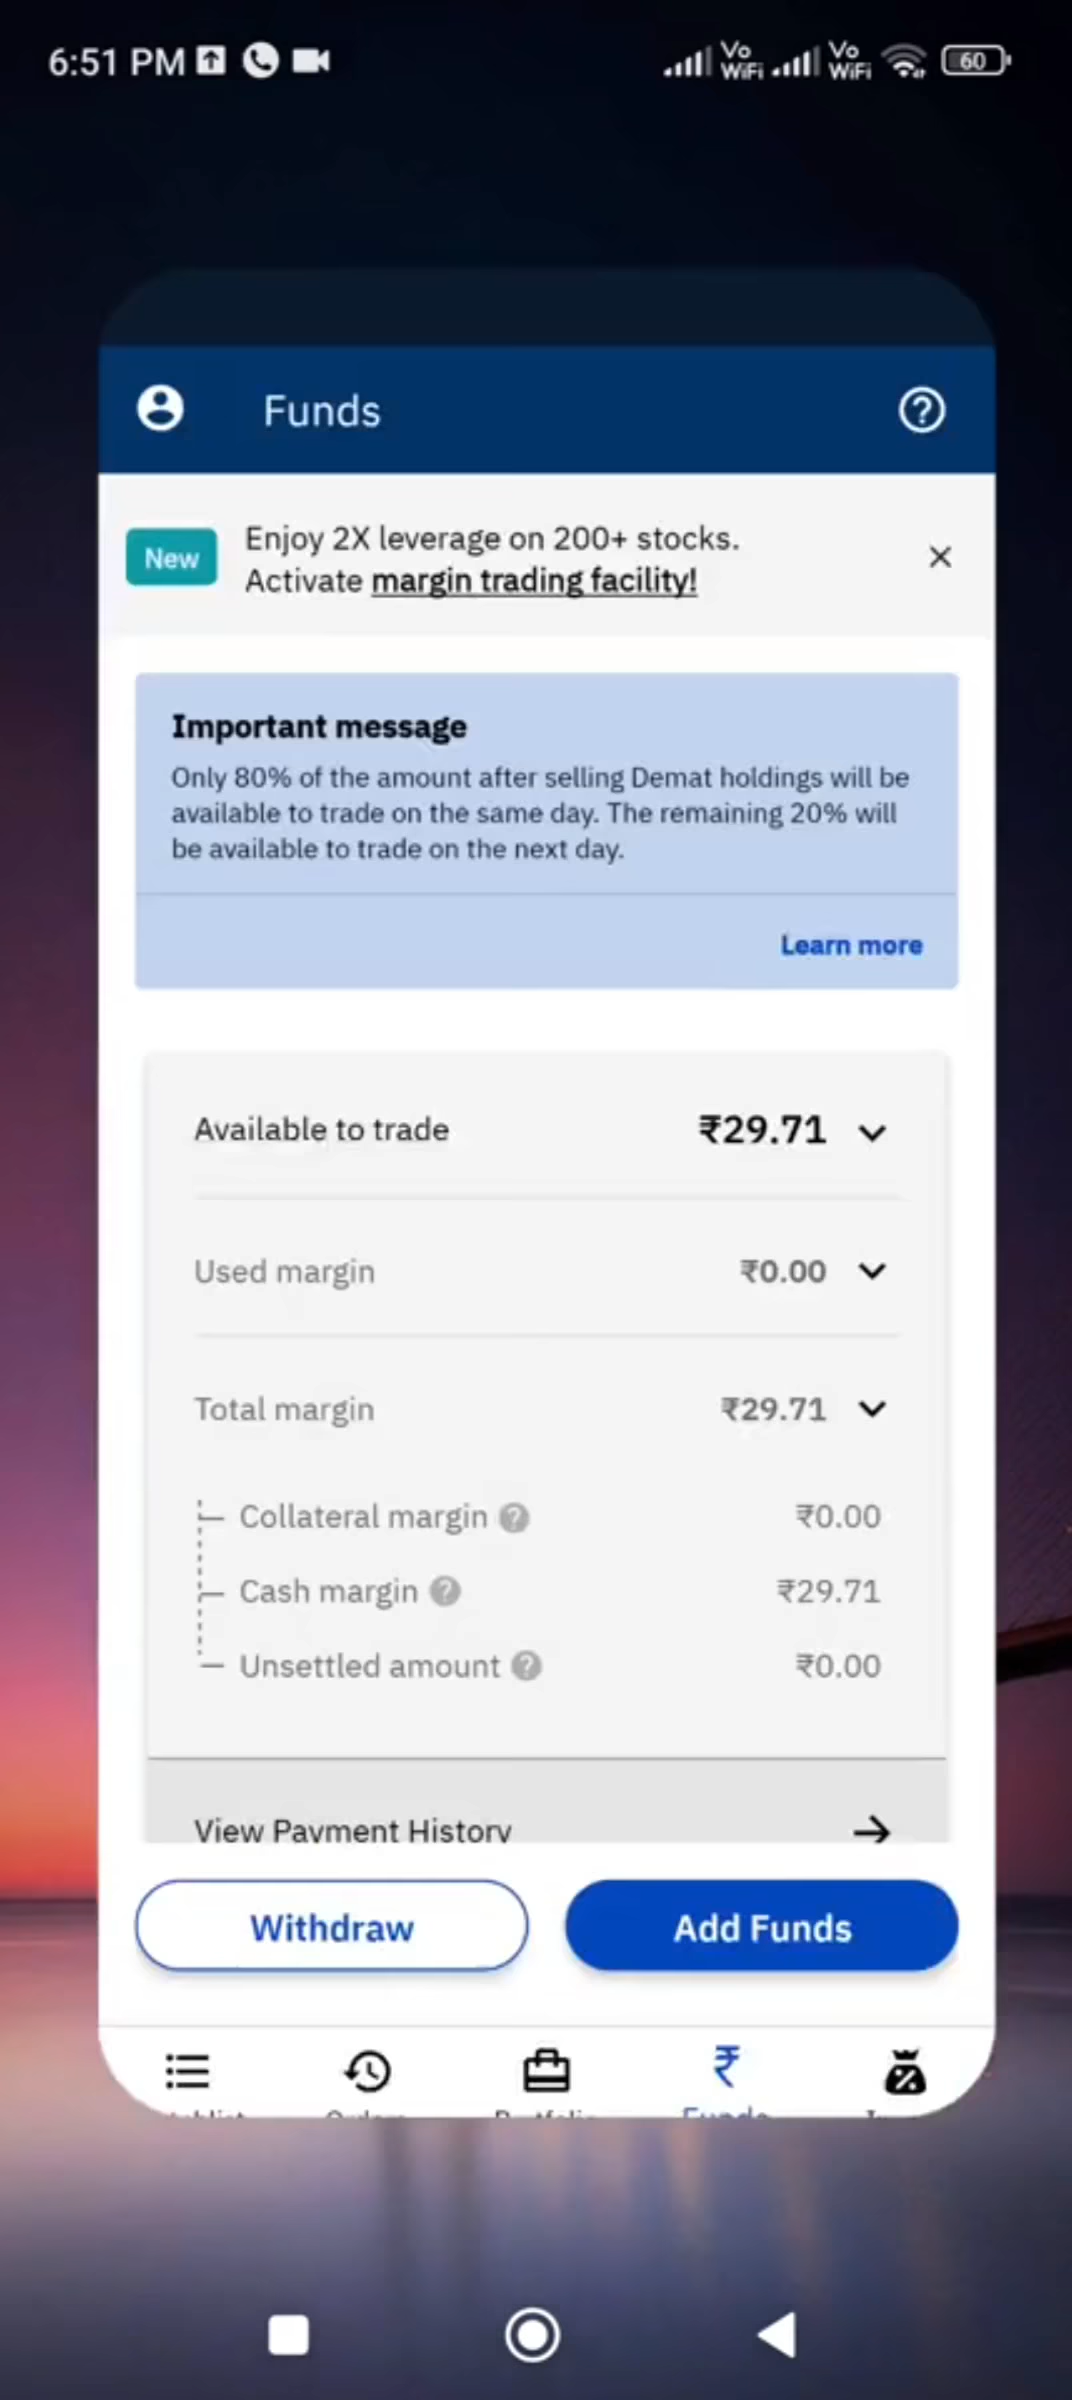 6:51 PM
Vo WiFi Vo WiFi 60
Funds
New
Enjoy 2X leverage on 200+ stocks.
Activate margin trading facility!
Important message
Only 80% of the amount after selling Demat holdings will be
available to trade on the same day. The remaining 20% will
be available to trade on the next day.
Learn more
Available to trade ₹29.71
Used margin ₹0.00
Total margin ₹29.71
Collateral margin ? ₹0.00
Cash margin ? ₹29.71
Unsettled amount ? ₹0.00
View Payment History
Withdraw Add Funds
Orders Portfolio Funds